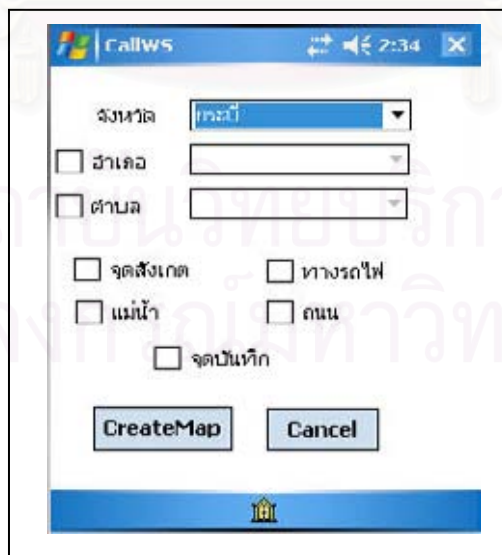 CallWS 2:34
จังหวัด กระบี่
อำเภอ
ตำบล
จุดสังเกต ทางรถไฟ
แม่น้ำ ถนน
จุดบันทึก
CreateMap Cancel